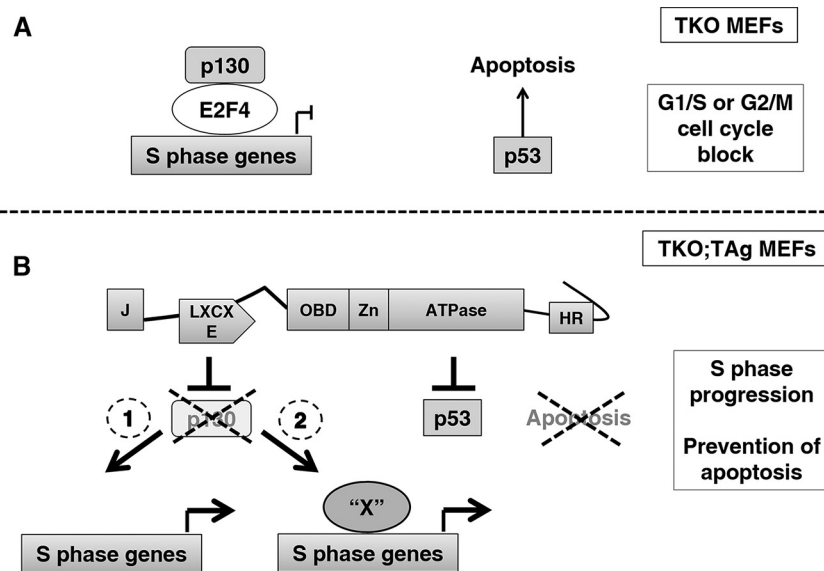 A
TKO MEFs
p130
E2F4
S phase genes
Apoptosis
p53
G1/S or G2/M
cell cycle
block
B
TKO;TAg MEFs
J
LXCX
E
OBD
Zn
ATPase
HR
1
p130
2
p53
Apoptosis
S phase
progression
Prevention of
apoptosis
"X"
S phase genes
S phase genes